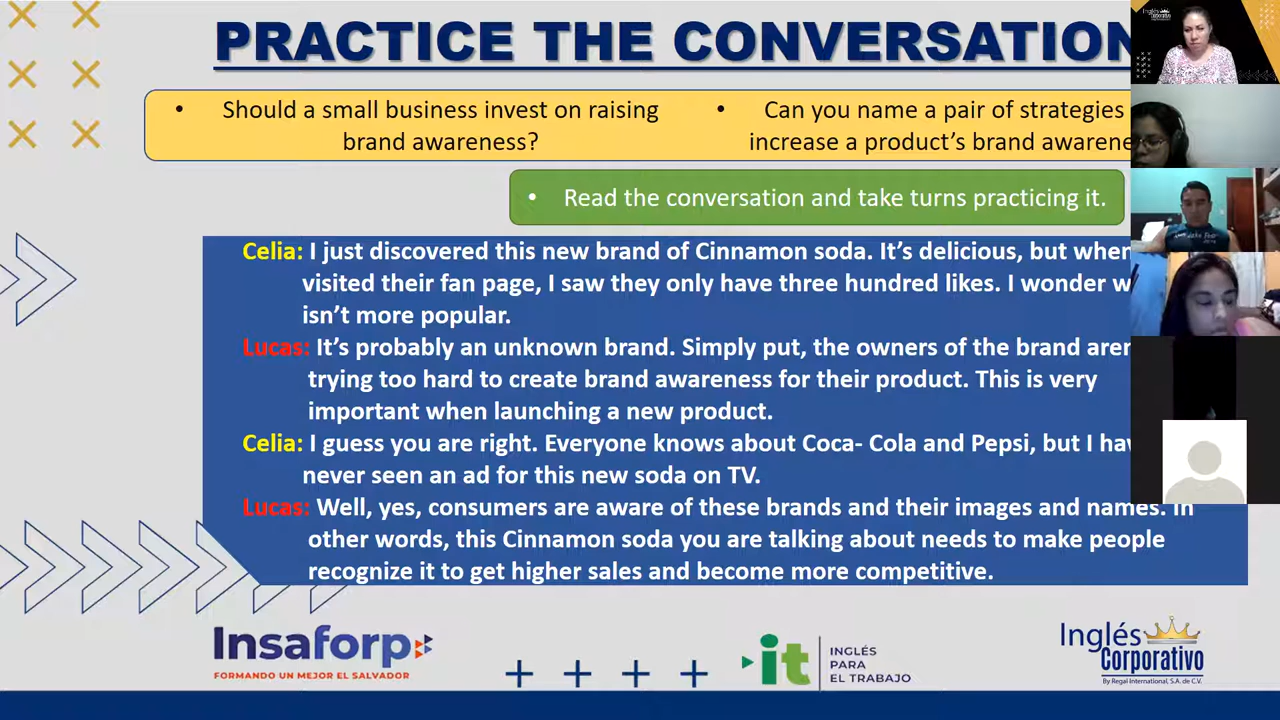 PRACTICE THE CONVERSATION
Should a small business invest on raising
brand awareness?
Can you name a pair of strategies
increase a product's brand awarene
Read the conversation and take turns practicing it.
Celia: I just discovered this new brand of Cinnamon soda. It's delicious, but when
visited their fan page, I saw they only have three hundred likes. I wonder w
isn't more popular.
Lucas: It's probably an unknown brand. Simply put, the owners of the brand aren
trying too hard to create brand awareness for their product. This is very
important when launching a new product.
Celia: I guess you are right. Everyone knows about Coca- Cola and Pepsi, but I hav
never seen an ad for this new soda on TV.
Lucas: Well, yes, consumers are aware of these brands and their images and names. In
other words, this Cinnamon soda you are talking about needs to make people
recognize it to get higher sales and become more competitive.
Insaforp
FORMANDO UN MEJOR EL SALVADOR
it INGLÉS
PARA
EL TRABAJO
Inglés
Corporativo
By Regal International, S.A. de C.V.
Inglés
Corporativo